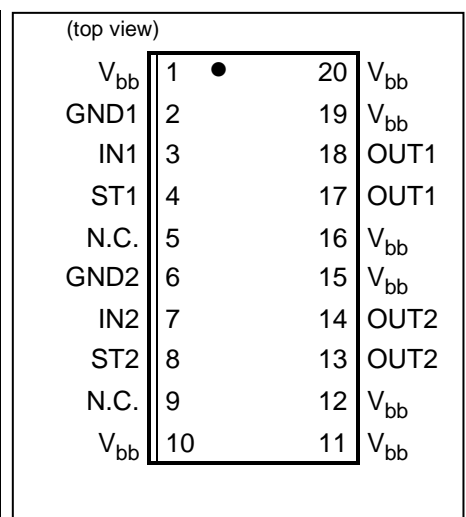 (top view)
Vbb 1 20 Vbb
GND1 2 19 Vbb
IN1 3 18 OUT1
ST1 4 17 OUT1
N.C. 5 16 Vbb
GND2 6 15 Vbb
IN2 7 14 OUT2
ST2 8 13 OUT2
N.C. 9 12 Vbb
Vbb 10 11 Vbb